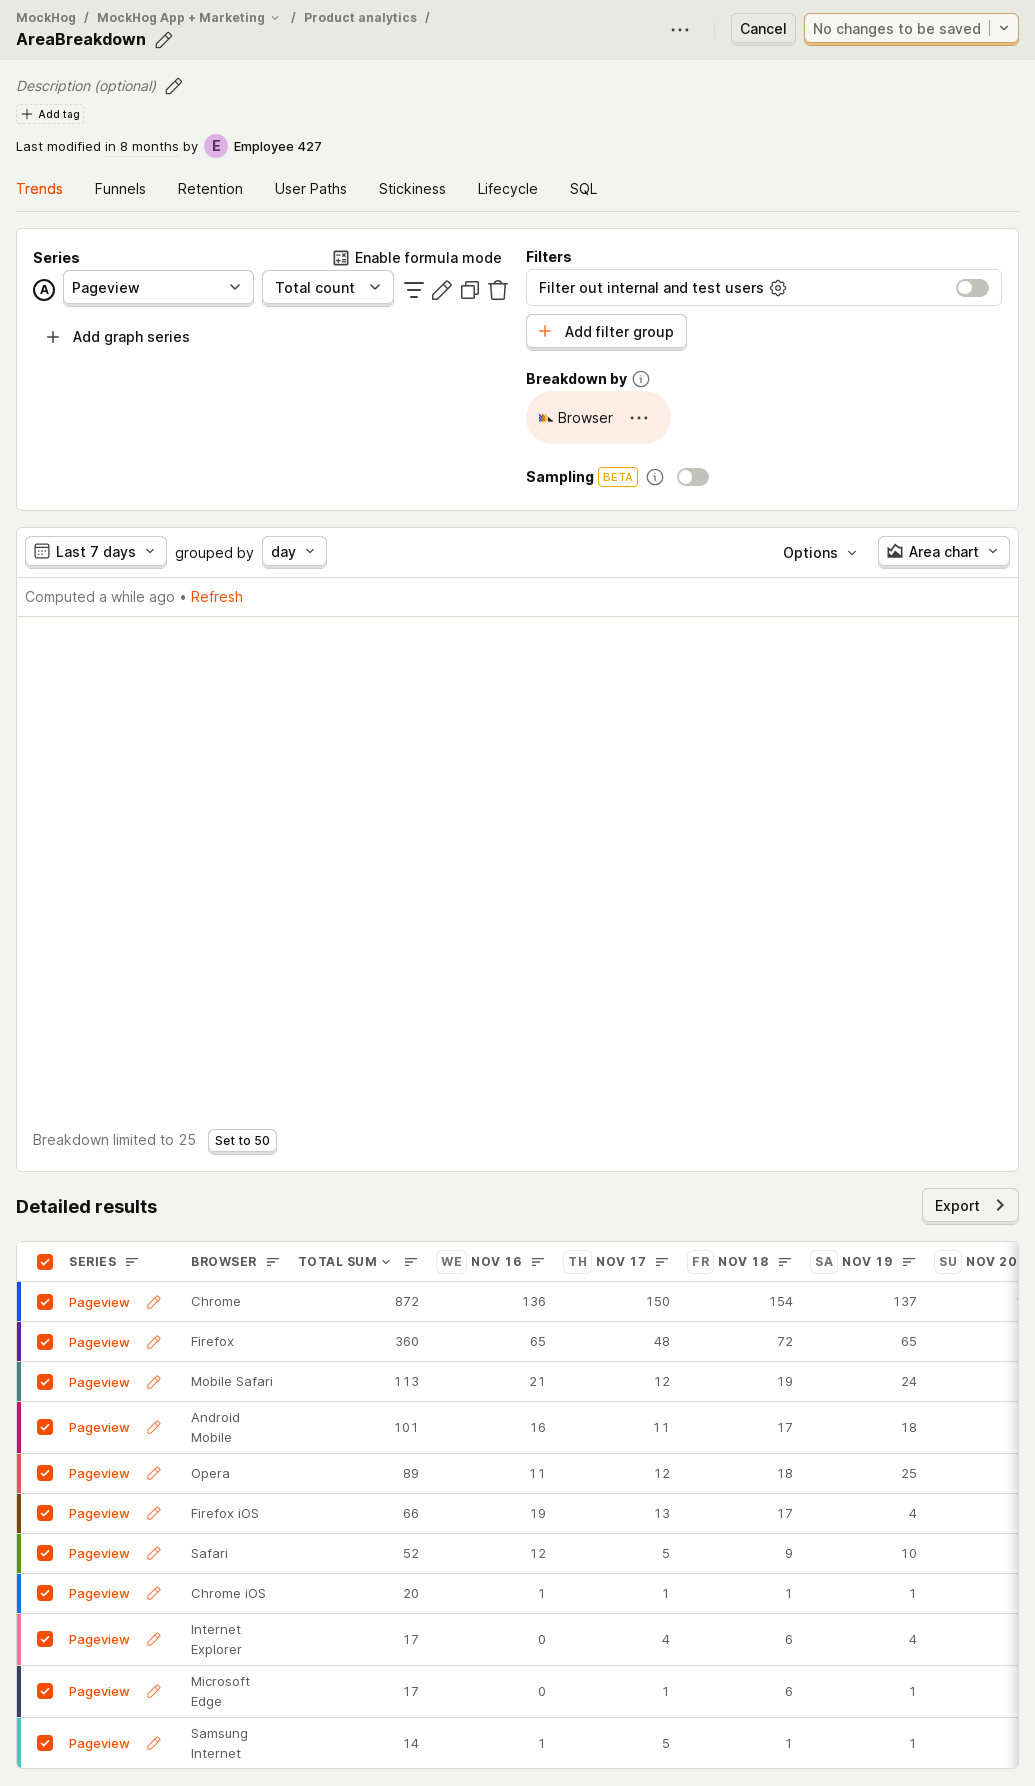 MockHog / MockHog App + Marketing / Product analytics /
AreaBreakdown
Cancel
No changes to be saved
Description (optional)
Add tag
Last modified in 8 months by E Employee 427
Trends Funnels Retention User Paths Stickiness Lifecycle SQL
Series
Enable formula mode
A Pageview Total count
Add graph series
Filters
Filter out internal and test users
Add filter group
Breakdown by
Browser
Sampling BETA
Last 7 days grouped by day
Options Area chart
Computed a while ago • Refresh
Breakdown limited to 25 Set to 50
Detailed results
Export
SERIES BROWSER TOTAL SUM WE NOV 16 TH NOV 17 FR NOV 18 SA NOV 19 SU NOV 20
Pageview Chrome 872 136 150 154 137
Pageview Firefox 360 65 48 72 65
Pageview Mobile Safari 113 21 12 19 24
Pageview Android Mobile 101 16 11 17 18
Pageview Opera 89 11 12 18 25
Pageview Firefox iOS 66 19 13 17 4
Pageview Safari 52 12 5 9 10
Pageview Chrome iOS 20 1 1 1 1
Pageview Internet Explorer 17 0 4 6 4
Pageview Microsoft Edge 17 0 1 6 1
Pageview Samsung Internet 14 1 5 1 1